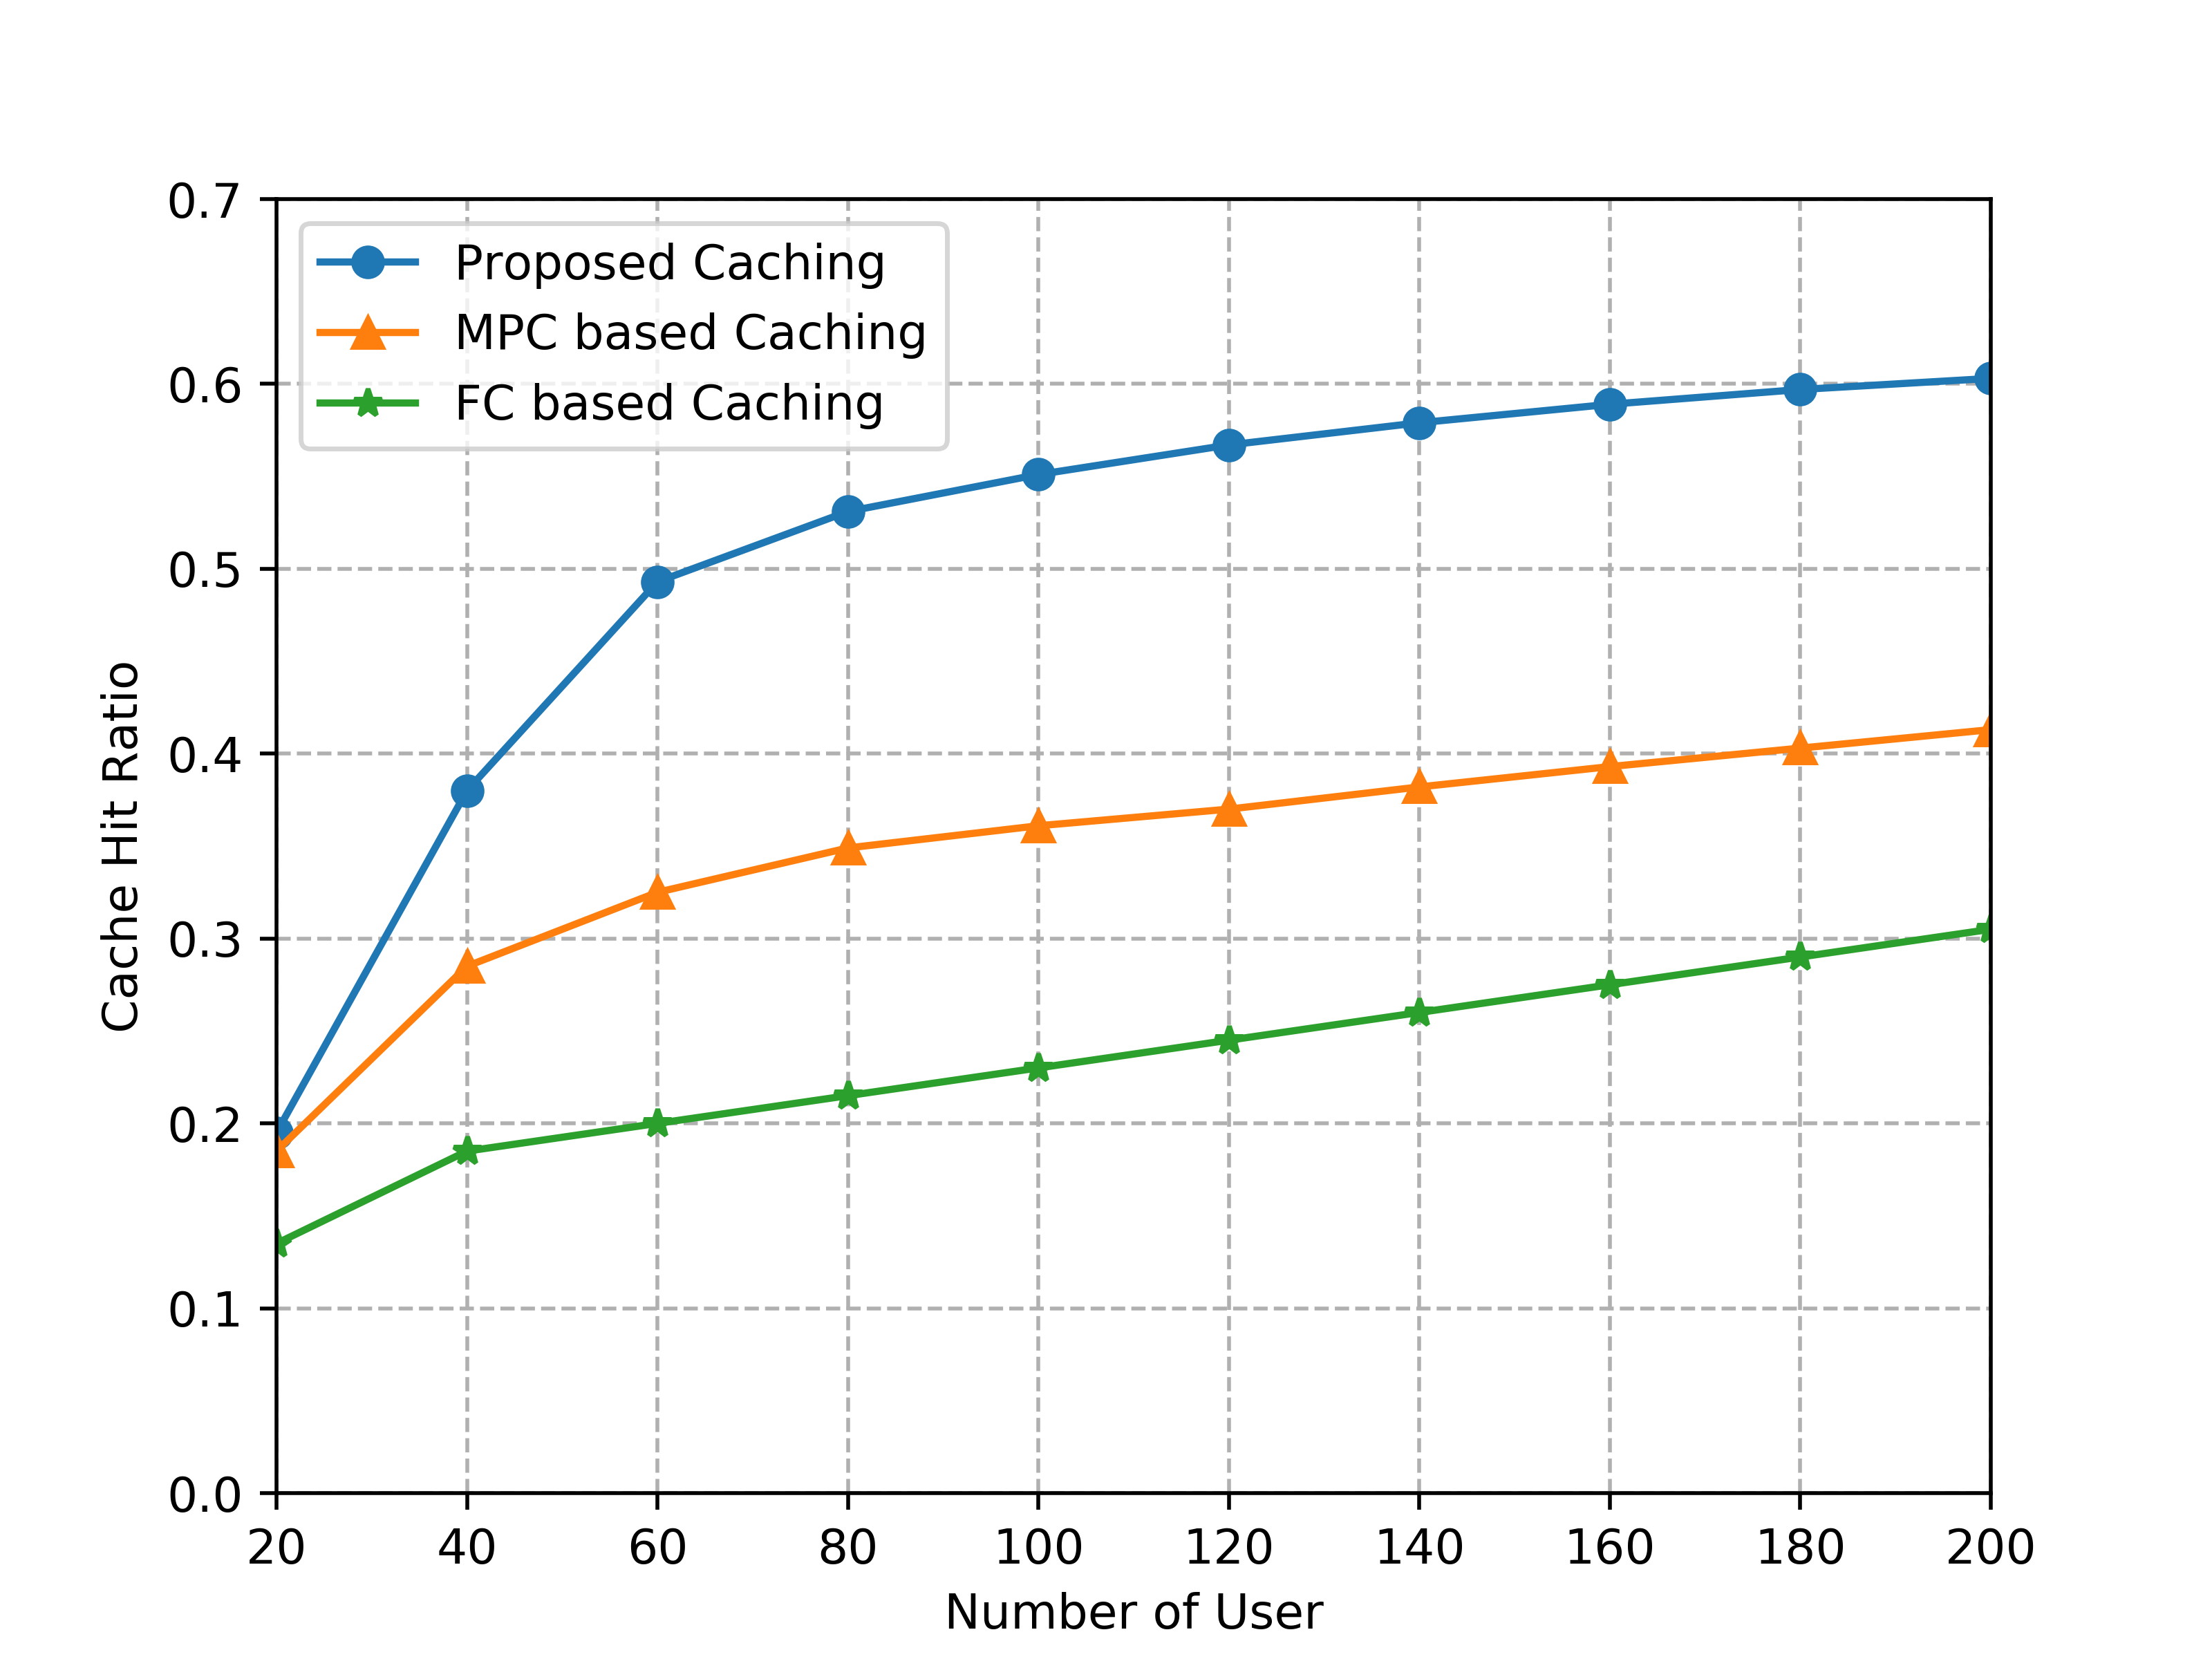 0.7
0.6
0.5
0.4
0.3
0.2
0.1
0.0
Cache Hit Ratio
Proposed Caching
MPC based Caching
FC based Caching
20 40 60 80 100 120 140 160 180 200
Number of User